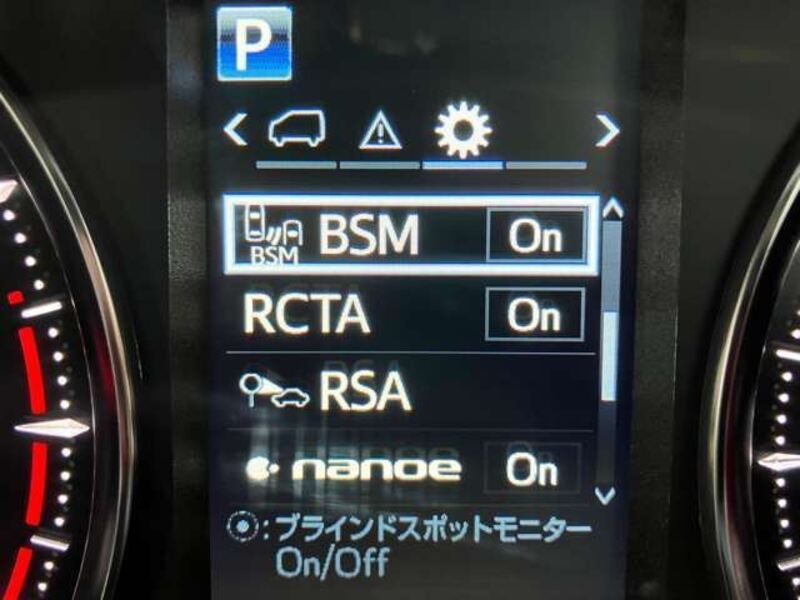 P
BSM BSM On
RCTA On
RSA
nanoe On
:ブラインドスポットモニター
On/Off